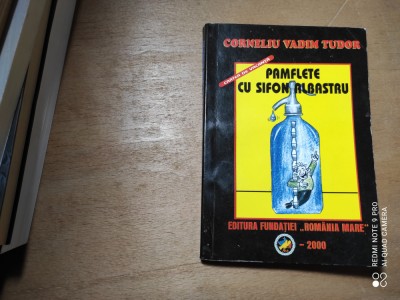 CORNELIU VADIM TUDOR
PAMFLETE
CU SIFON ALBASTRU
EDITURA FUNDAȚIEI „ROMÂNIA MARE"
- 2000
REDMI NOTE 9 PRO
AI QUAD CAMERA